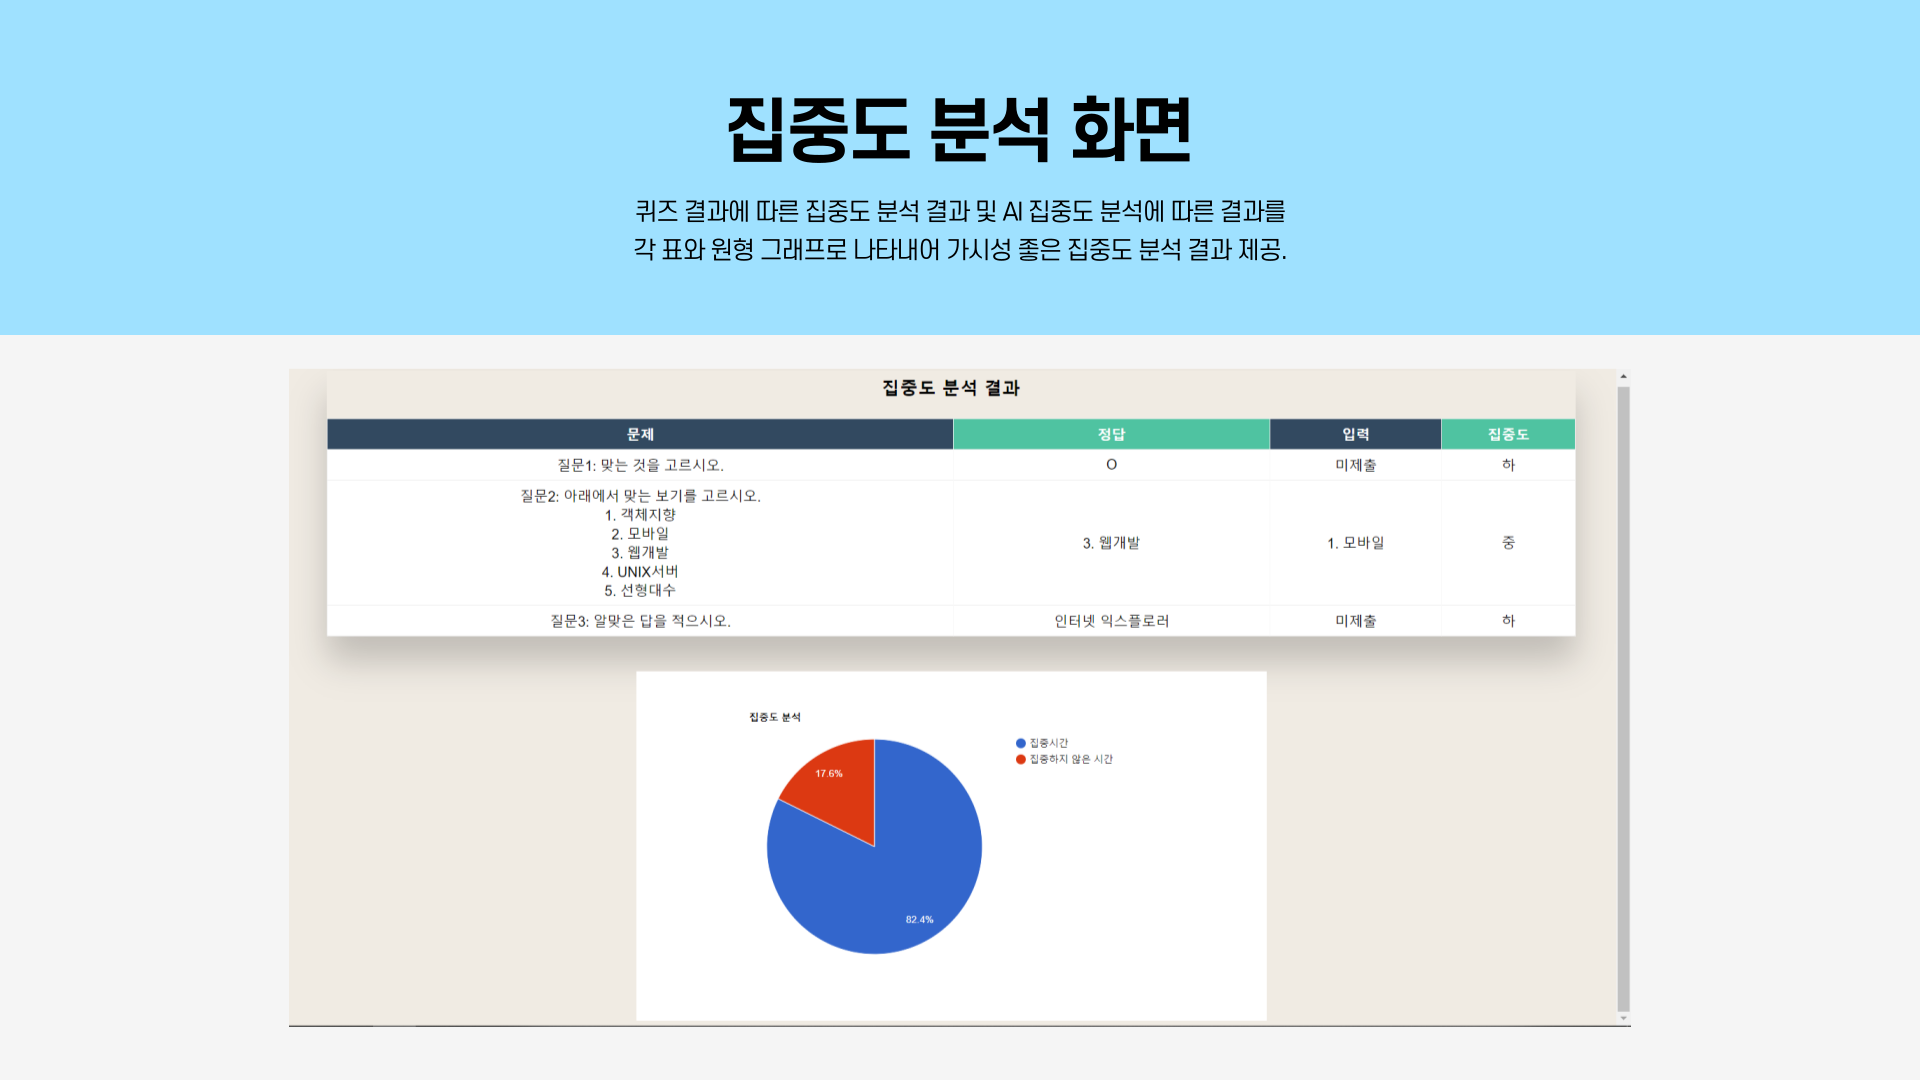 집중도 분석 화면
퀴즈 결과에 따른 집중도 분석 결과 및 AI 집중도 분석에 따른 결과를
각 표와 원형 그래프로 나타내어 가시성 좋은 집중도 분석 결과 제공.
집중도 분석 결과
문제 정답 입력 집중도
질문1: 맞는 것을 고르시오. O 미제출 하
질문2: 아래에서 맞는 보기를 고르시오.
1. 객체지향
2. 모바일
3. 웹개발
4. UNIX서버
5. 선형대수
3. 웹개발 1. 모바일 중
질문3: 알맞은 답을 적으시오. 인터넷 익스플로러 미제출 하
집중도 분석
집중시간
집중하지 않은 시간
17.6%
82.4%